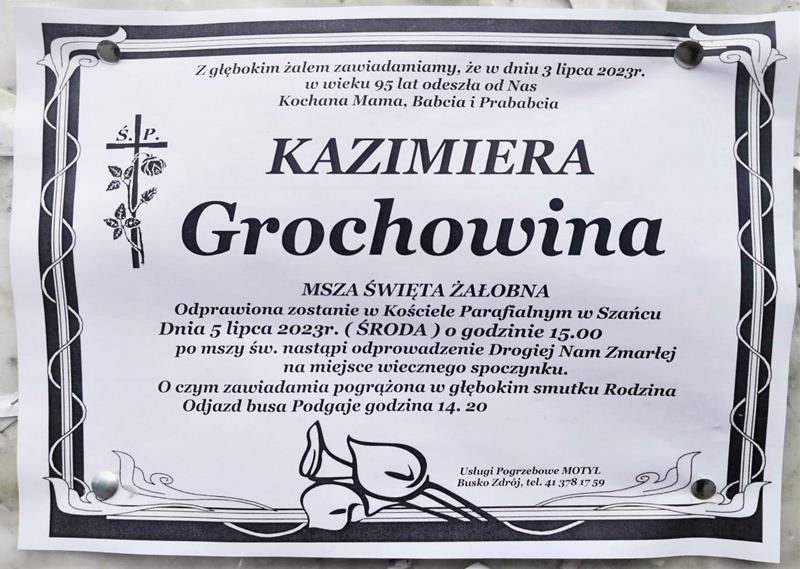 Z głębokim żalem zawiadamiamy, że w dniu 3 lipca 2023r.
w wieku 95 lat odeszła od Nas
Kochana Mama, Babcia i Prababcia
Ś. P.
KAZIMIERA
Grochowina
MSZA ŚWIĘTA ŻAŁOBNA
Odprawiona zostanie w Kościele Parafialnym w Szańcu
Dnia 5 lipca 2023r. ( ŚRODA ) o godzinie 15.00
po mszy św. nastąpi odprowadzenie Drogiej Nam Zmarłej
na miejsce wiecznego spoczynku.
O czym zawiadamia pogrążona w głębokim smutku Rodzina
Odjazd busa Podgaje godzina 14. 20
Usługi Pogrzebowe MOTYL
Busko Zdrój, tel. 41 378 17 59